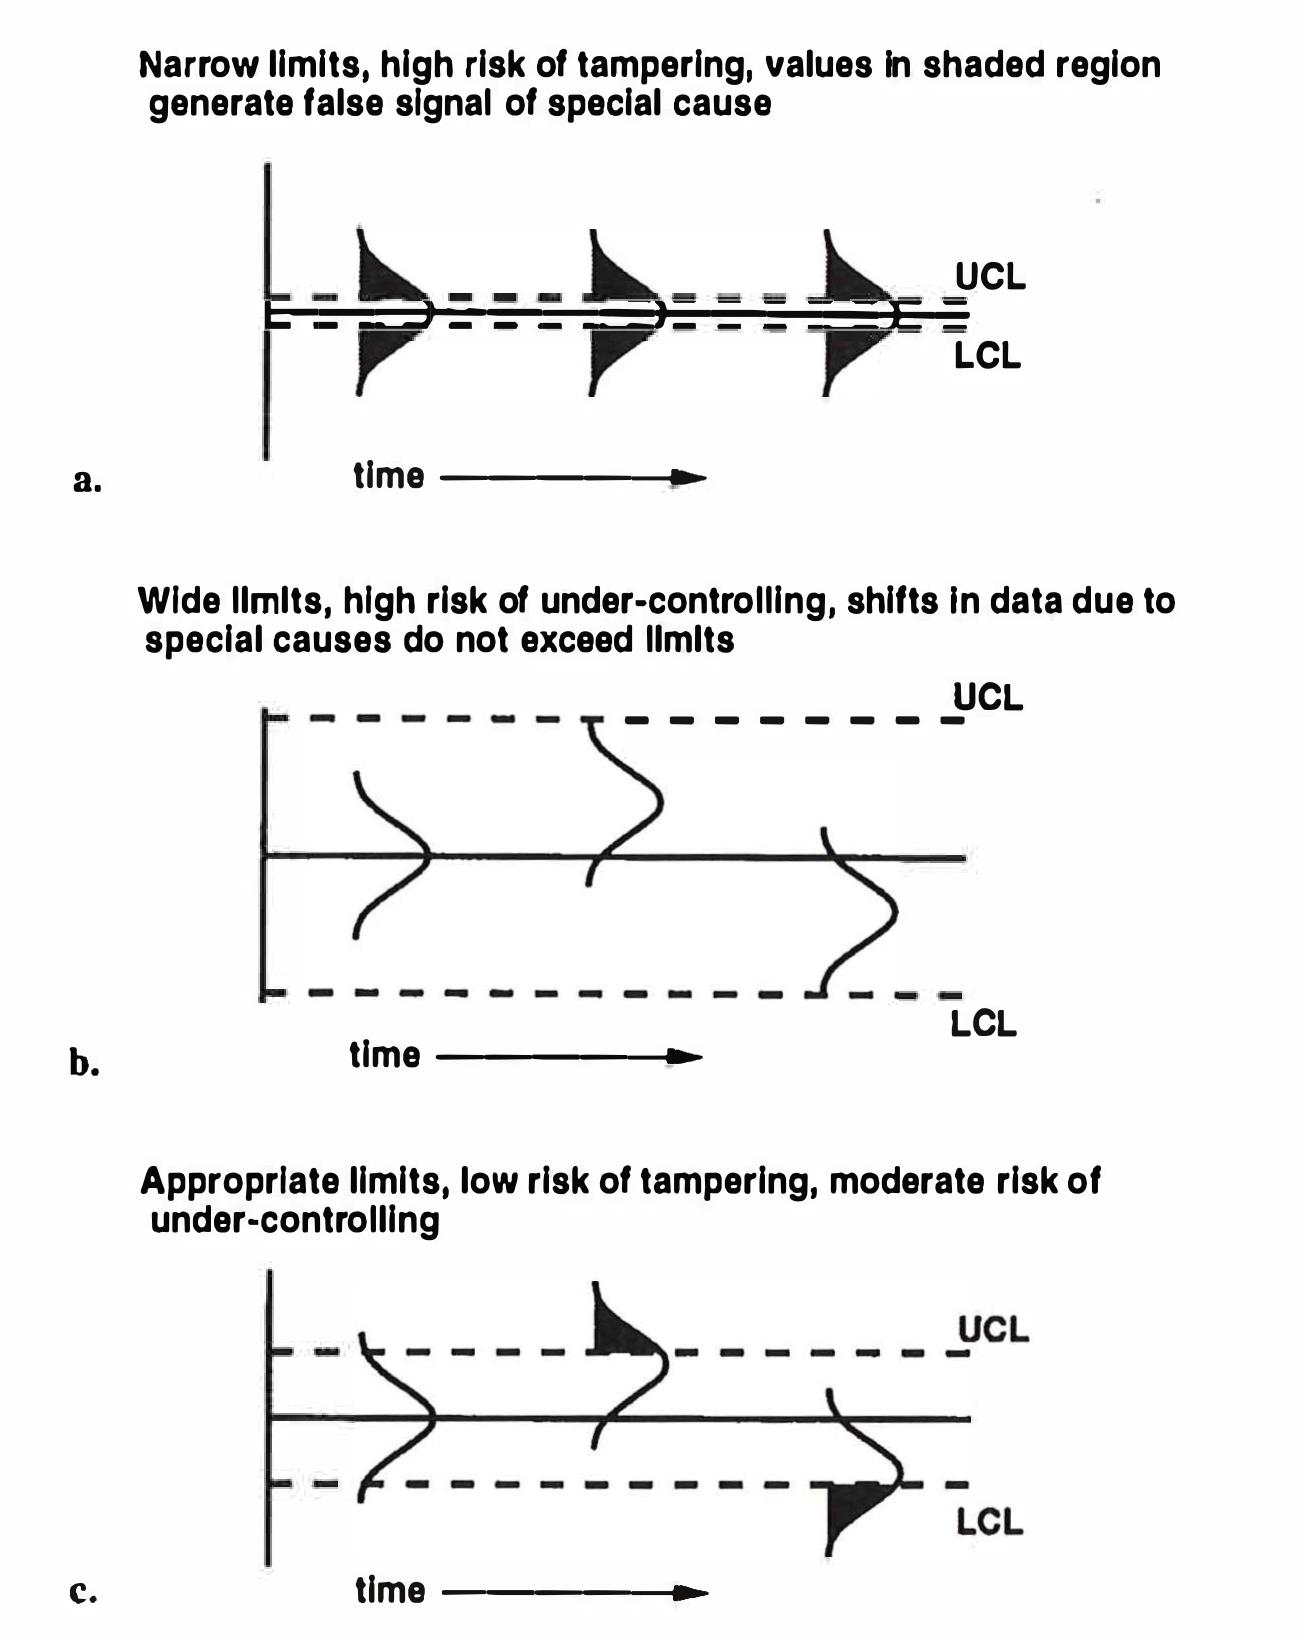 Narrow limits, high risk of tampering, values in shaded region
generate false signal of special cause
UCL
LCL
time
a.
Wide limits, high risk of under-controlling, shifts in data due to
special causes do not exceed limits
UCL
LCL
time
b.
Appropriate limits, low risk of tampering, moderate risk of
under-controlling
UCL
LCL
time
c.